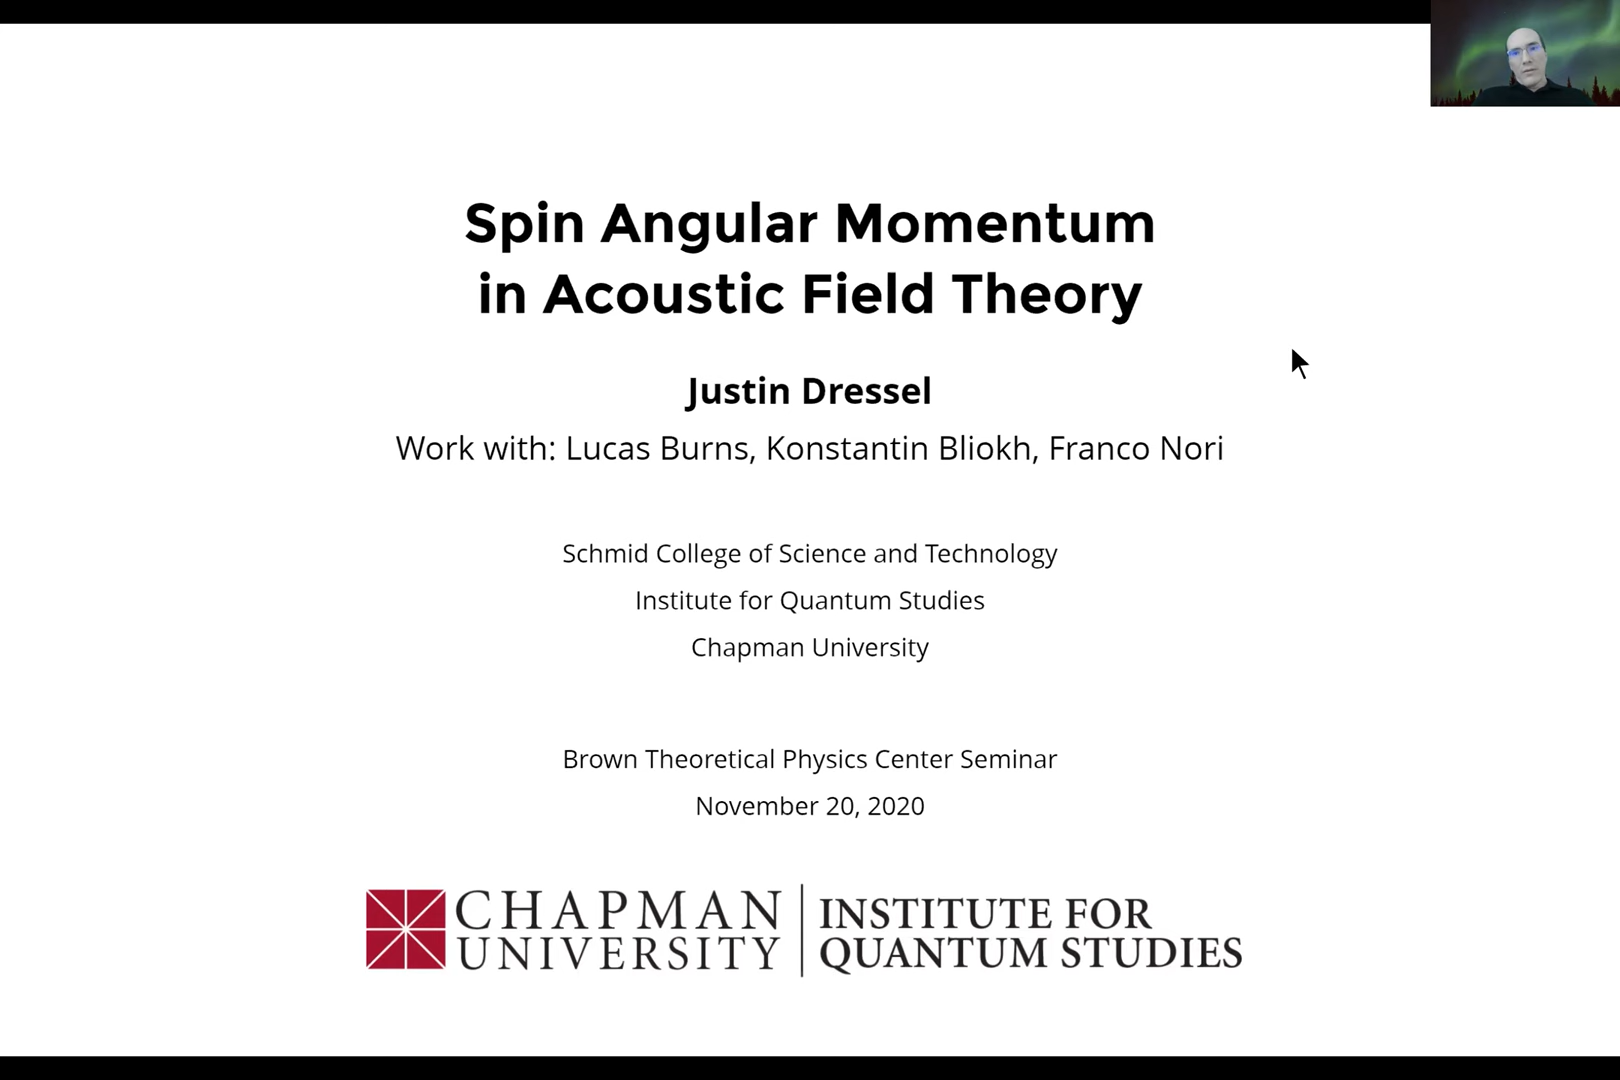 Spin Angular Momentum
in Acoustic Field Theory
Justin Dressel
Work with: Lucas Burns, Konstantin Bliokh, Franco Nori
Schmid College of Science and Technology
Institute for Quantum Studies
Chapman University
Brown Theoretical Physics Center Seminar
November 20, 2020
CHAPMAN
UNIVERSITY
INSTITUTE FOR
QUANTUM STUDIES